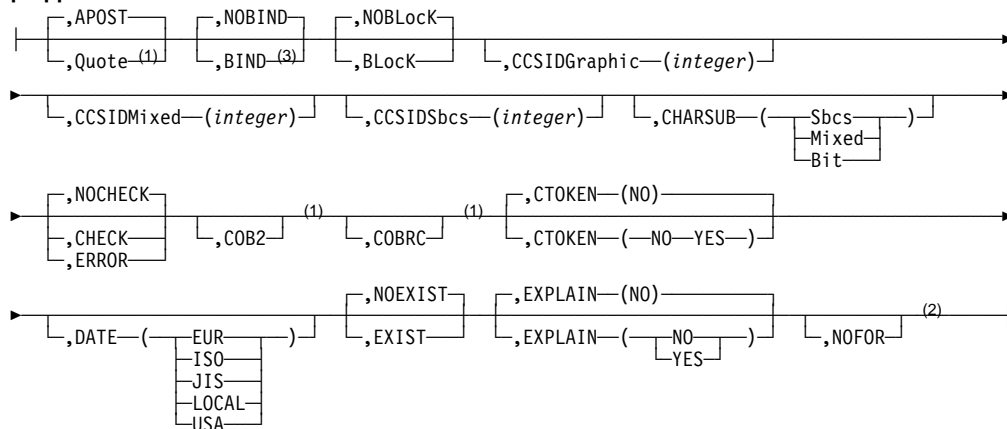 ,APOST ,NOBIND ,NOBLocK
,Quote (1) ,BIND (3) ,BLocK ,CCSIDGraphic (integer)
,CCSIDMixed (integer) ,CCSIDSbcs (integer) ,CHARSUB ( Sbcs )
Mixed
Bit
,NOCHECK ,CTOKEN (NO)
,CHECK ,COB2 (1) ,COBRC (1) ,CTOKEN ( NO YES )
,ERROR
,NOEXIST ,EXPLAIN (NO)
,DATE ( EUR ) ,EXIST ,EXPLAIN ( NO ) ,NOFOR (2)
ISO YES
JIS
LOCAL
USA